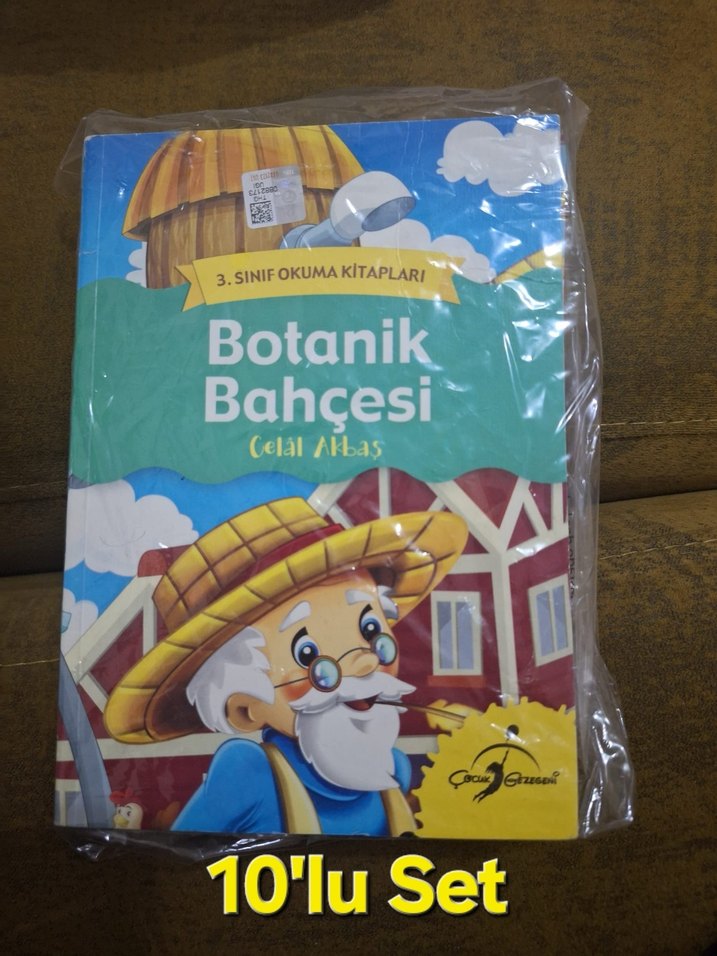 3. SINIF OKUMA KİTAPLARI
Botanik
Bahçesi
Celâl Akbaş
ÇOCUK GEZEGENİ
10'lu Set